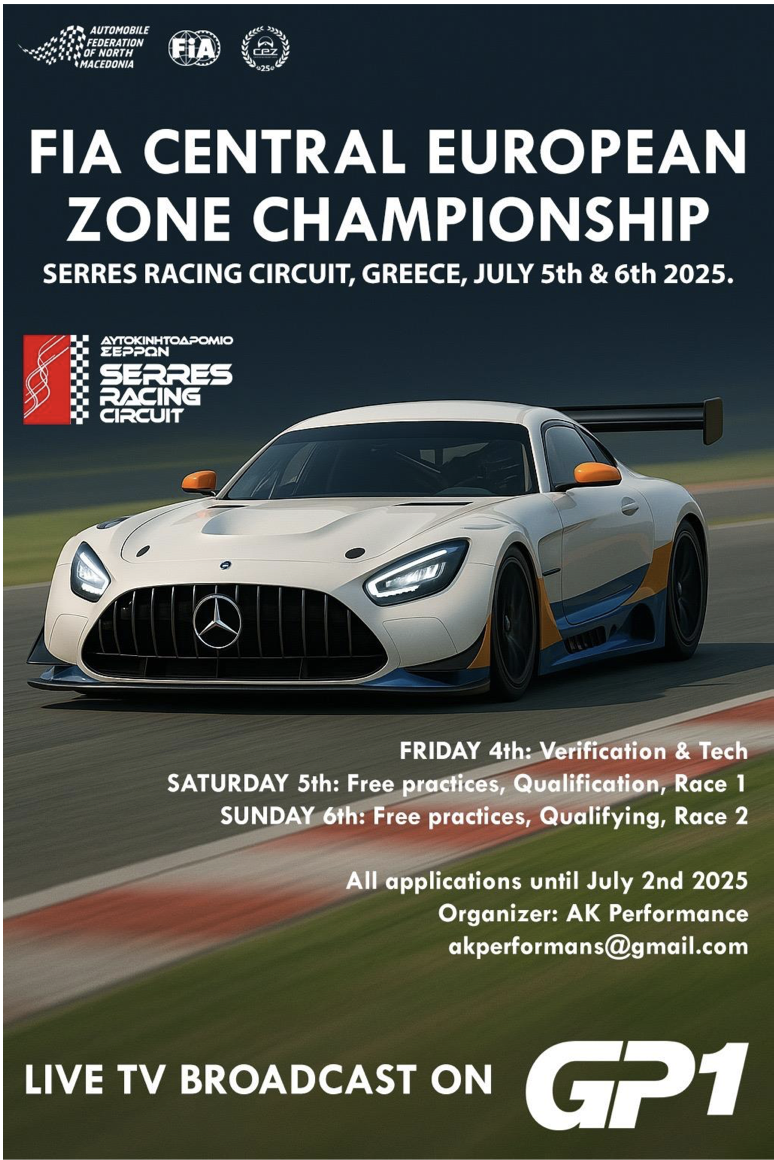 AUTOMOBILE
FEDERATION
OF NORTH
MACEDONIA
FiA
CEZ
25
FIA CENTRAL EUROPEAN
ZONE CHAMPIONSHIP
SERRES RACING CIRCUIT, GREECE, JULY 5th & 6th 2025.
ΑΥΤΟΚΙΝΗΤΟΔΡΟΜΙΟ
ΣΕΡΡΩΝ
SERRES
RACING
CIRCUIT
FRIDAY 4th: Verification & Tech
SATURDAY 5th: Free practices, Qualification, Race 1
SUNDAY 6th: Free practices, Qualifying, Race 2
All applications until July 2nd 2025
Organizer: AK Performance
akperformans@gmail.com
LIVE TV BROADCAST ON
GP1